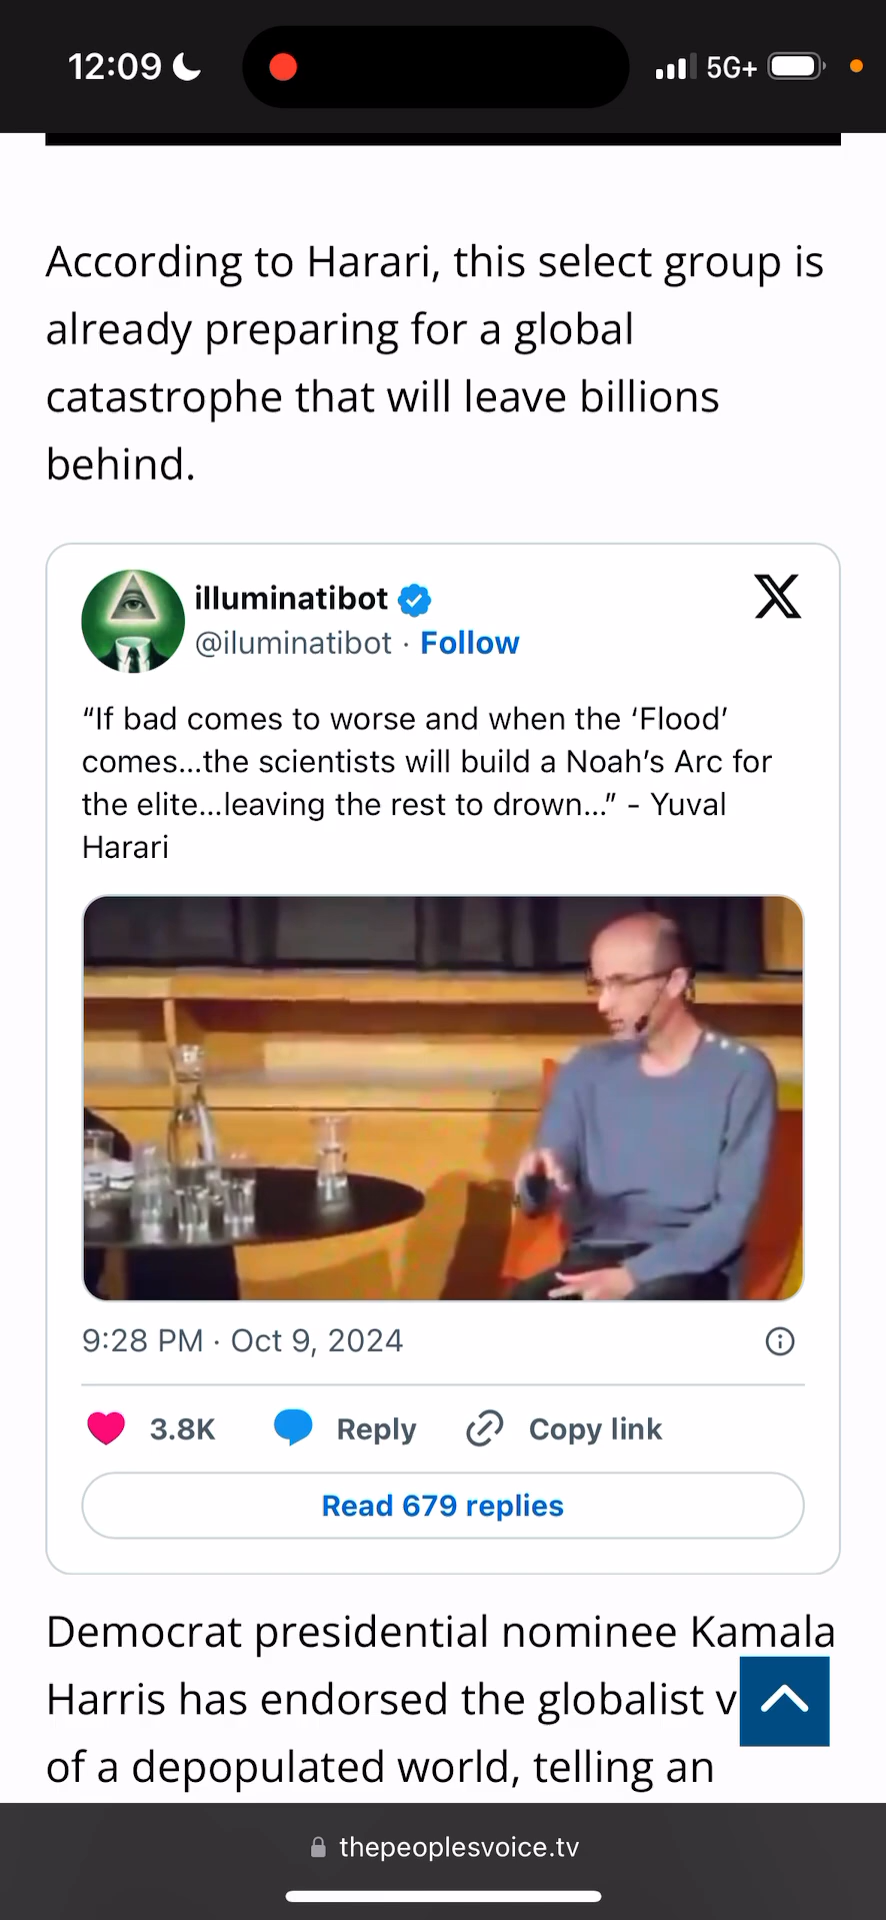 12:09
5G+
According to Harari, this select group is
already preparing for a global
catastrophe that will leave billions
behind.
illuminatibot
@iluminatibot · Follow
“If bad comes to worse and when the ‘Flood’
comes...the scientists will build a Noah’s Arc for
the elite...leaving the rest to drown...” - Yuval
Harari
9:28 PM · Oct 9, 2024
3.8K Reply Copy link
Read 679 replies
Democrat presidential nominee Kamala
Harris has endorsed the globalist v
of a depopulated world, telling an
thepeoplesvoice.tv